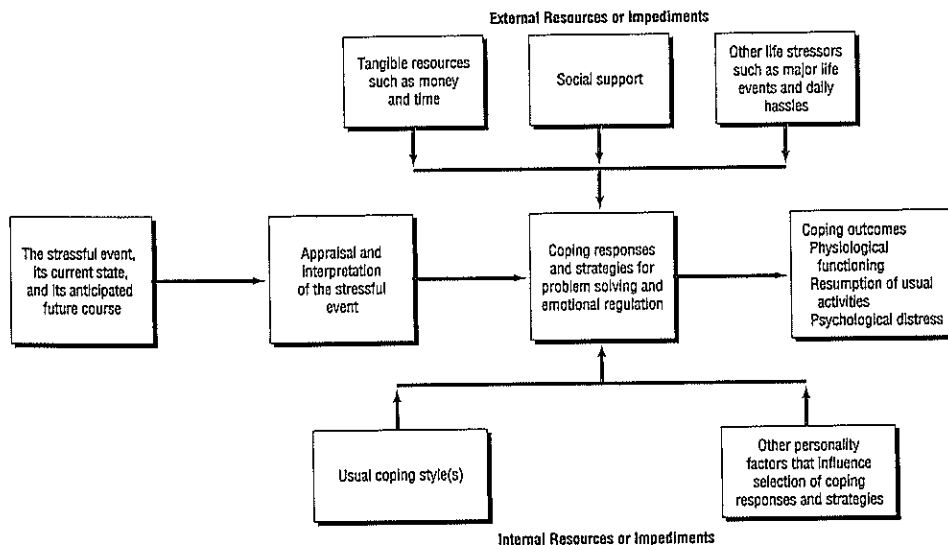 External Resources or Impediments
Tangible resources
such as money
and time
Social support
Other life stressors
such as major life
events and daily
hassles
The stressful event,
its current state,
and its anticipated
future course
Appraisal and
interpretation
of the stressful
event
Coping responses
and strategies for
problem solving and
emotional regulation
Coping outcomes
Physiological
functioning
Resumption of usual
activities
Psychological distress
Usual coping style(s)
Other personality
factors that influence
selection of coping
responses and strategies
Internal Resources or Impediments